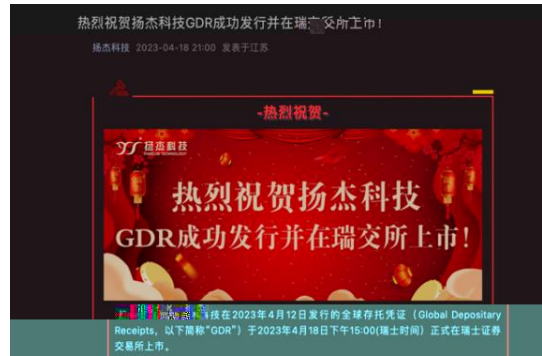 热烈祝贺扬杰科技GDR成功发行并在瑞交所上市!
扬杰科技 2023-04-18 21:00 发表于江苏
-热烈祝贺-
扬杰科技
热烈祝贺扬杰科技
GDR成功发行并在瑞交所上市!
技在2023年4月12日发行的全球存托凭证(Global Depositary
Receipts,以下简称“GDR”)于2023年4月18日下午15:00(瑞士时间)正式在瑞士证券
交易所上市。